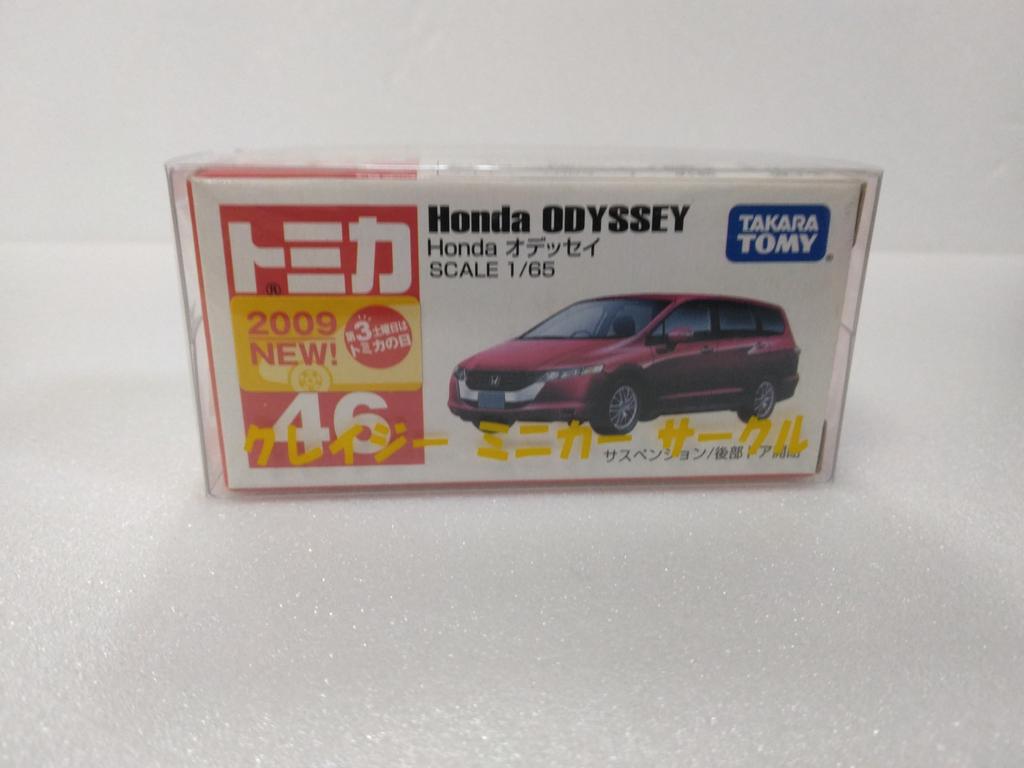 トミカ
®
2009
NEW!
第3土曜日は
トミカの日
46
Honda ODYSSEY
Honda オデッセイ
SCALE 1/65
TAKARA
TOMY®
サスペンション/後部ドア
クレイジー ミニカー サークル